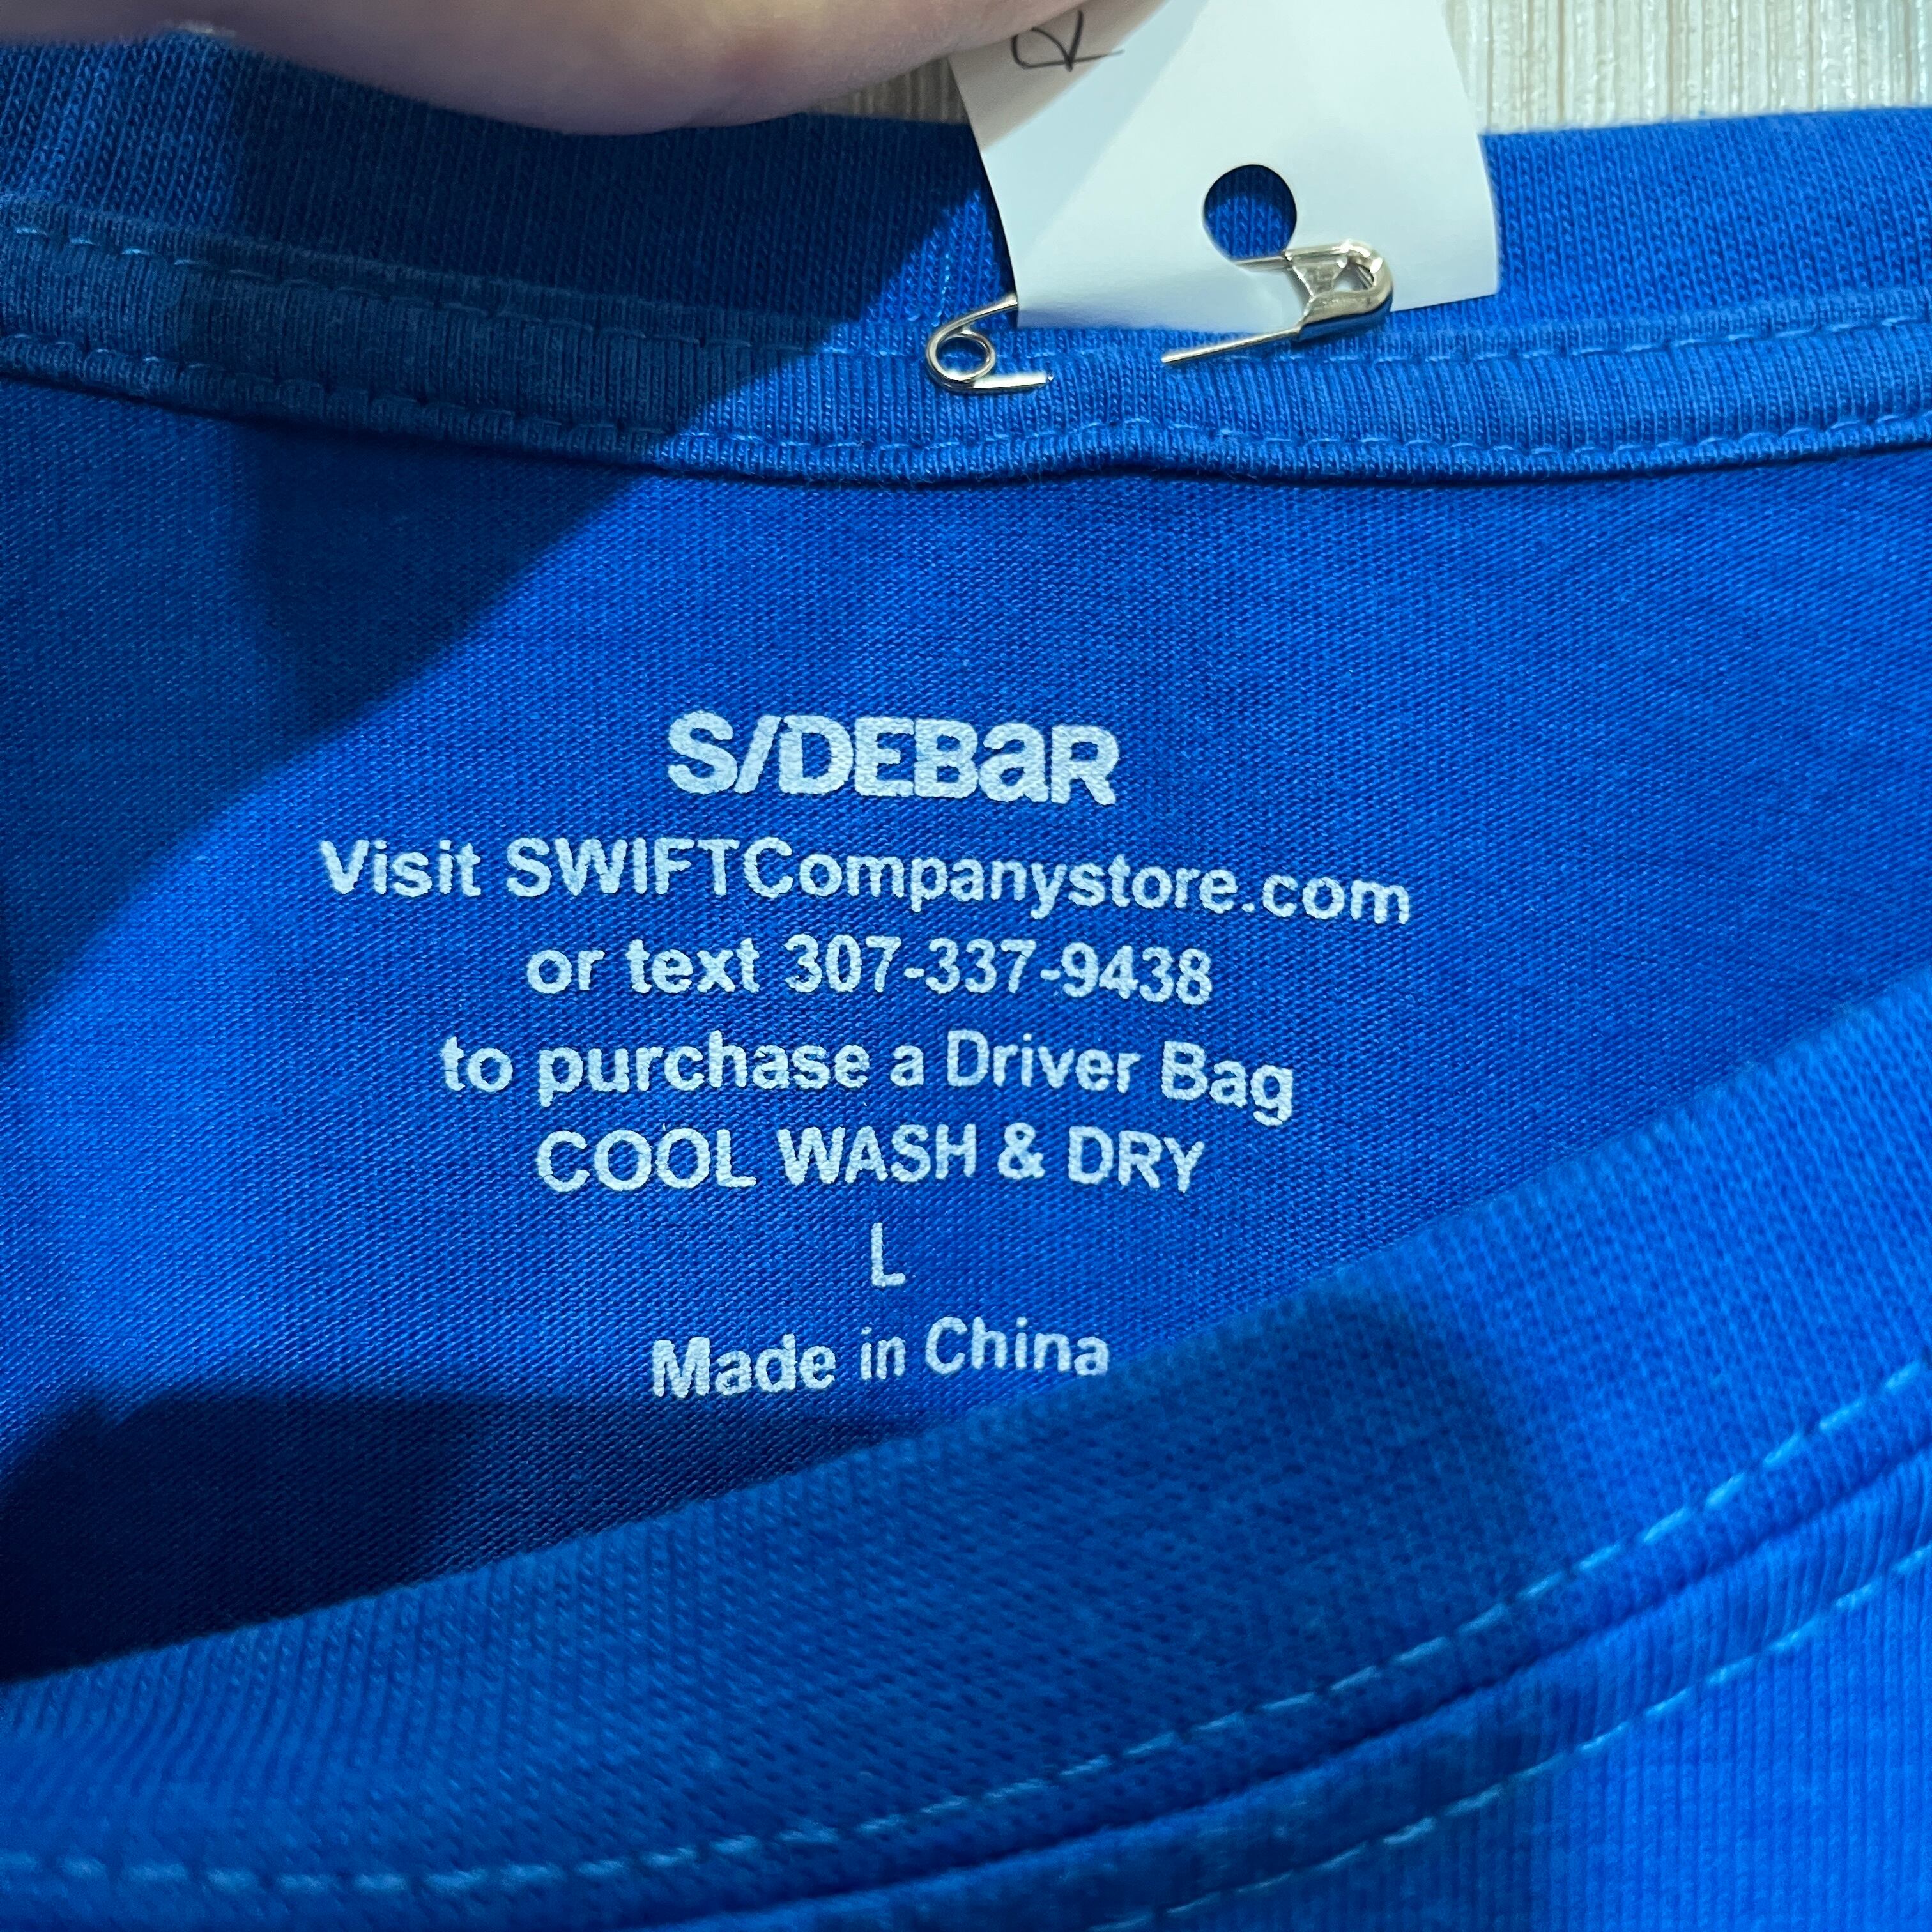 S/DEBaR
Visit SWIFTCompanystore.com
or text 307-337-9438
to purchase a Driver Bag
COOL WASH & DRY
L
Made in China